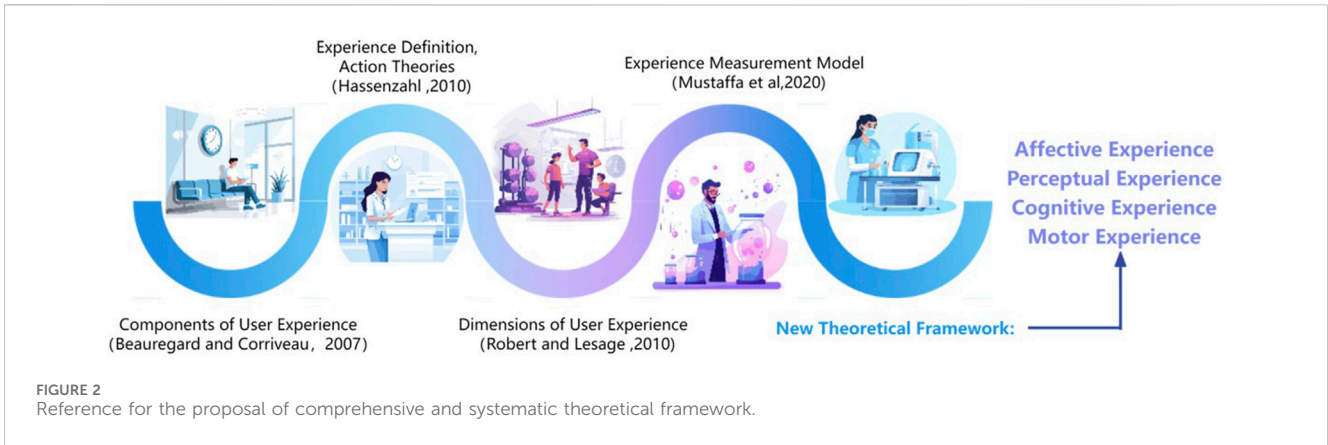 Experience Definition,
Action Theories
(Hassenzahl ,2010)
Experience Measurement Model
(Mustaffa et al,2020)
Affective Experience
Perceptual Experience
Cognitive Experience
Motor Experience
Components of User Experience
(Beauregard and Corriveau, 2007)
Dimensions of User Experience
(Robert and Lesage ,2010)
New Theoretical Framework:
FIGURE 2
Reference for the proposal of comprehensive and systematic theoretical framework.